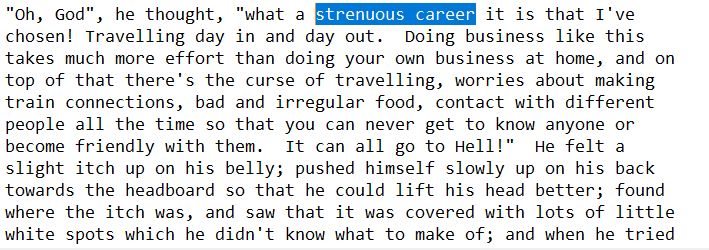 "Oh, God", he thought, "what a strenuous career it is that I've
chosen! Travelling day in and day out.  Doing business like this
takes much more effort than doing your own business at home, and on
top of that there's the curse of travelling, worries about making
train connections, bad and irregular food, contact with different
people all the time so that you can never get to know anyone or
become friendly with them.  It can all go to Hell!"  He felt a
slight itch up on his belly; pushed himself slowly up on his back
towards the headboard so that he could lift his head better; found
where the itch was, and saw that it was covered with lots of little
white spots which he didn't know what to make of; and when he tried